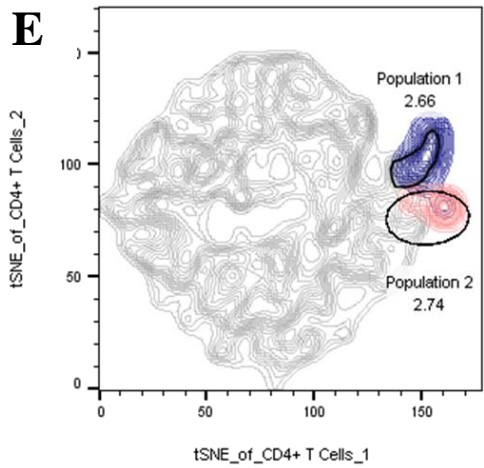 E
Population 1
2.66
100
50
0
Population 2
2.74
0
50
100
150
tSNE_of_CD4+ T Cells_2
tSNE_of_CD4+ T Cells_1